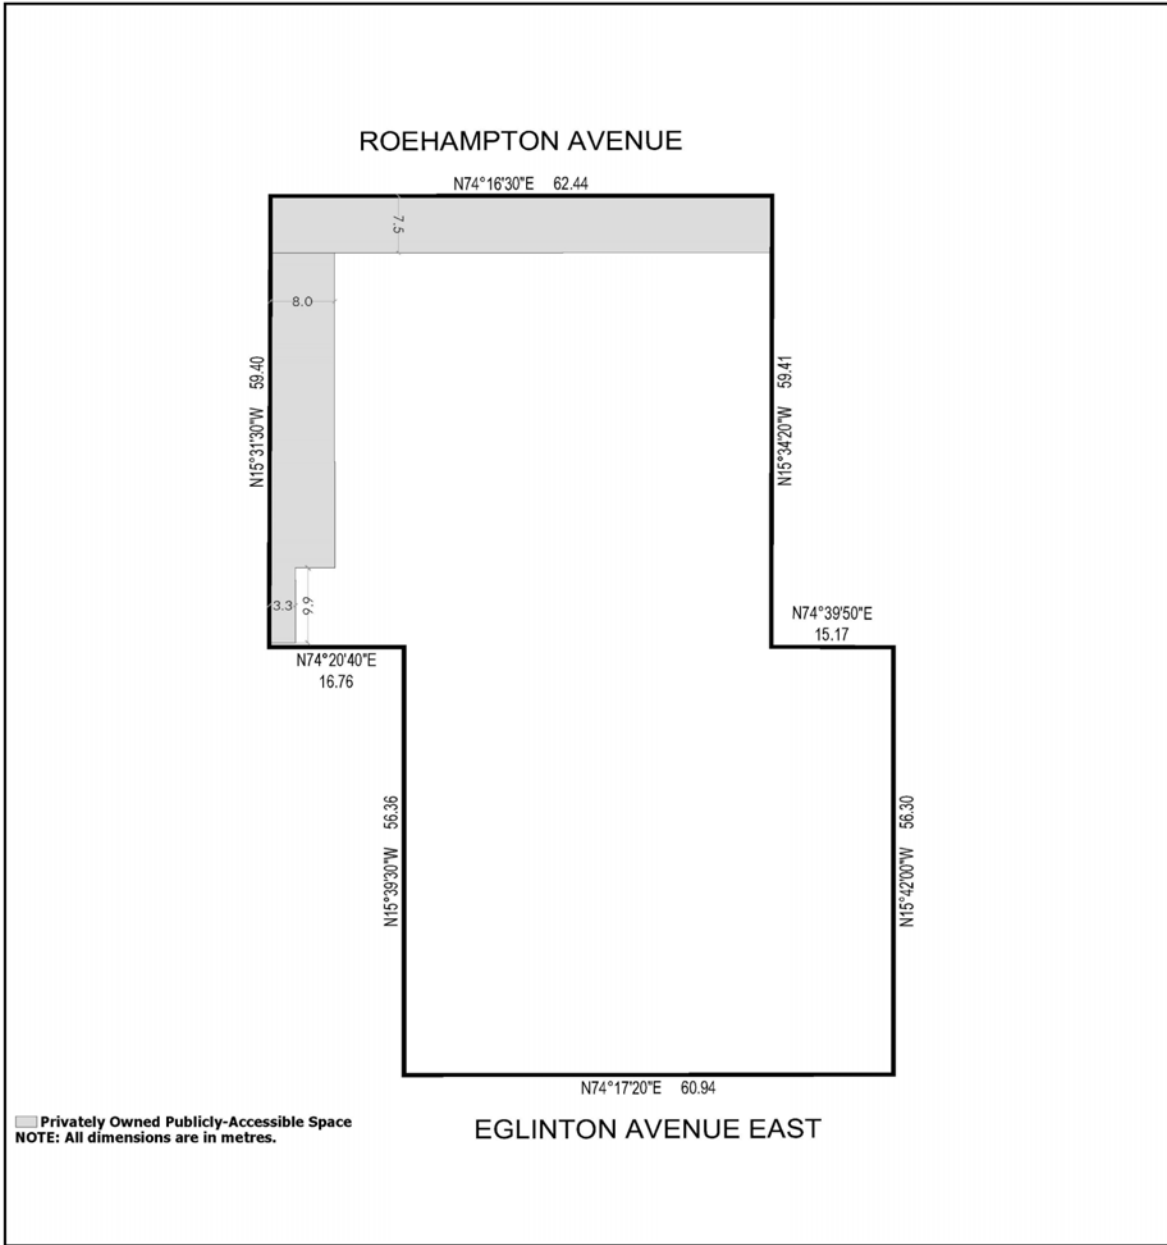 ROEHAMPTON AVENUE
N74°16'30"E 62.44
7.5
8.0
N15°31'30"W 59.40
N15°34'20"W 59.41
3.3
9.9
N74°39'50"E
15.17
N74°20'40"E
16.76
N15°39'30"W 56.36
N15°42'00"W 56.30
N74°17'20"E 60.94
EGLINTON AVENUE EAST
Privately Owned Publicly-Accessible Space
NOTE: All dimensions are in metres.